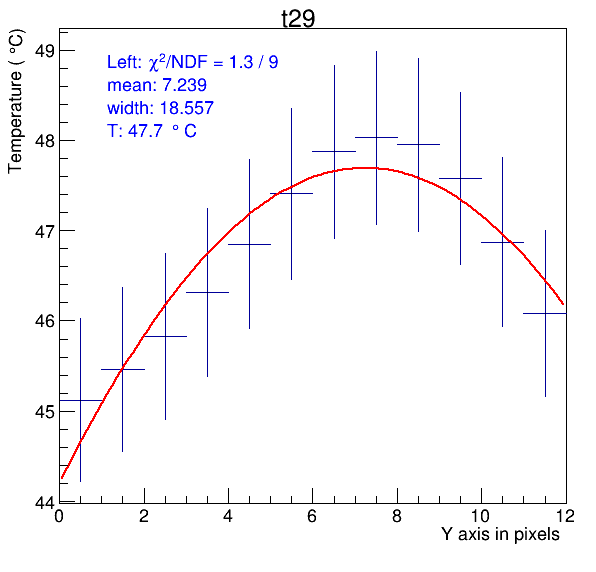 t29
Temperature ( °C)
Left: χ²/NDF = 1.3 / 9
mean: 7.239
width: 18.557
T: 47.7 ° C
49
48
47
46
45
44
0 2 4 6 8 10 12
Y axis in pixels